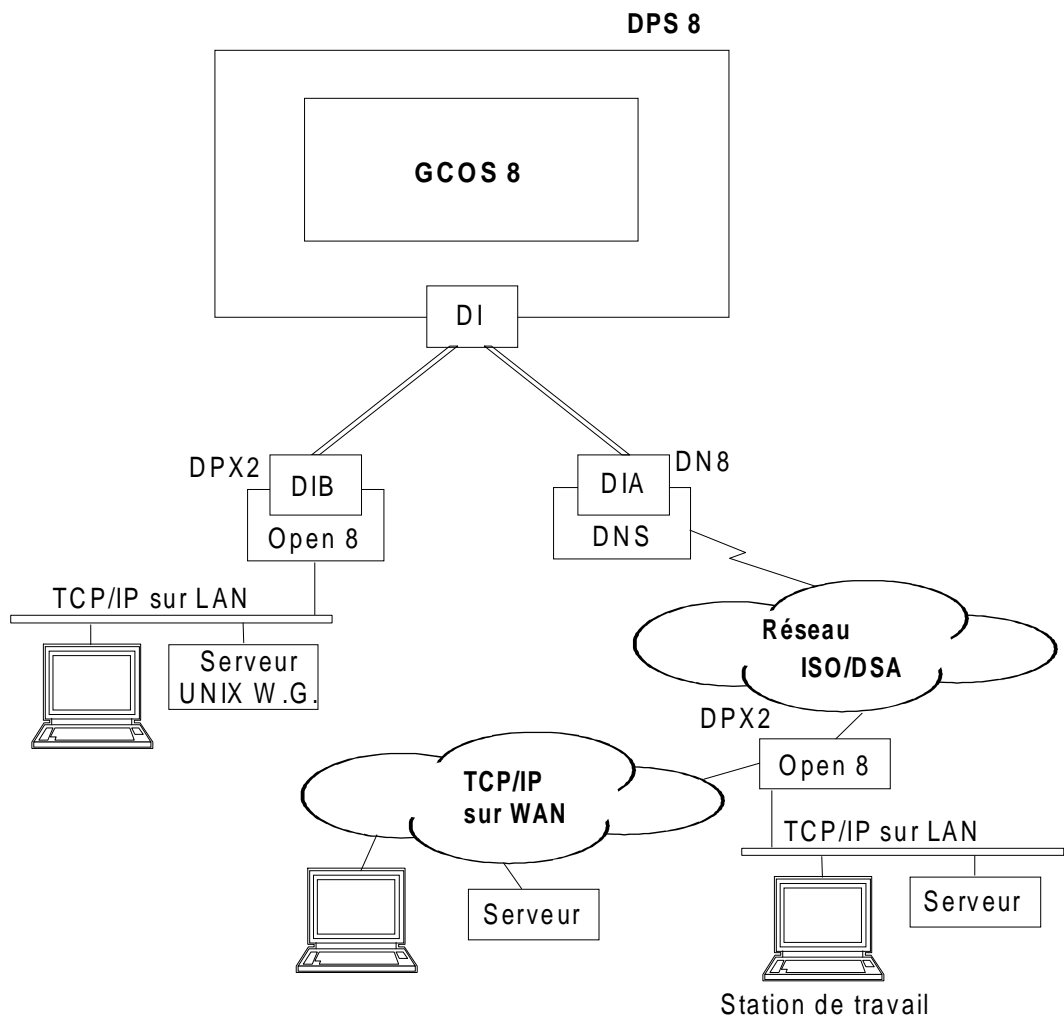 DPS 8
GCOS 8
DI
DPX2
DIB
Open 8
DN8
DIA
DNS
TCP/IP sur LAN
Serveur
UNIX W.G.
Réseau
ISO/DSA
DPX2
Open 8
TCP/IP
sur WAN
TCP/IP sur LAN
Serveur
Serveur
Station de travail